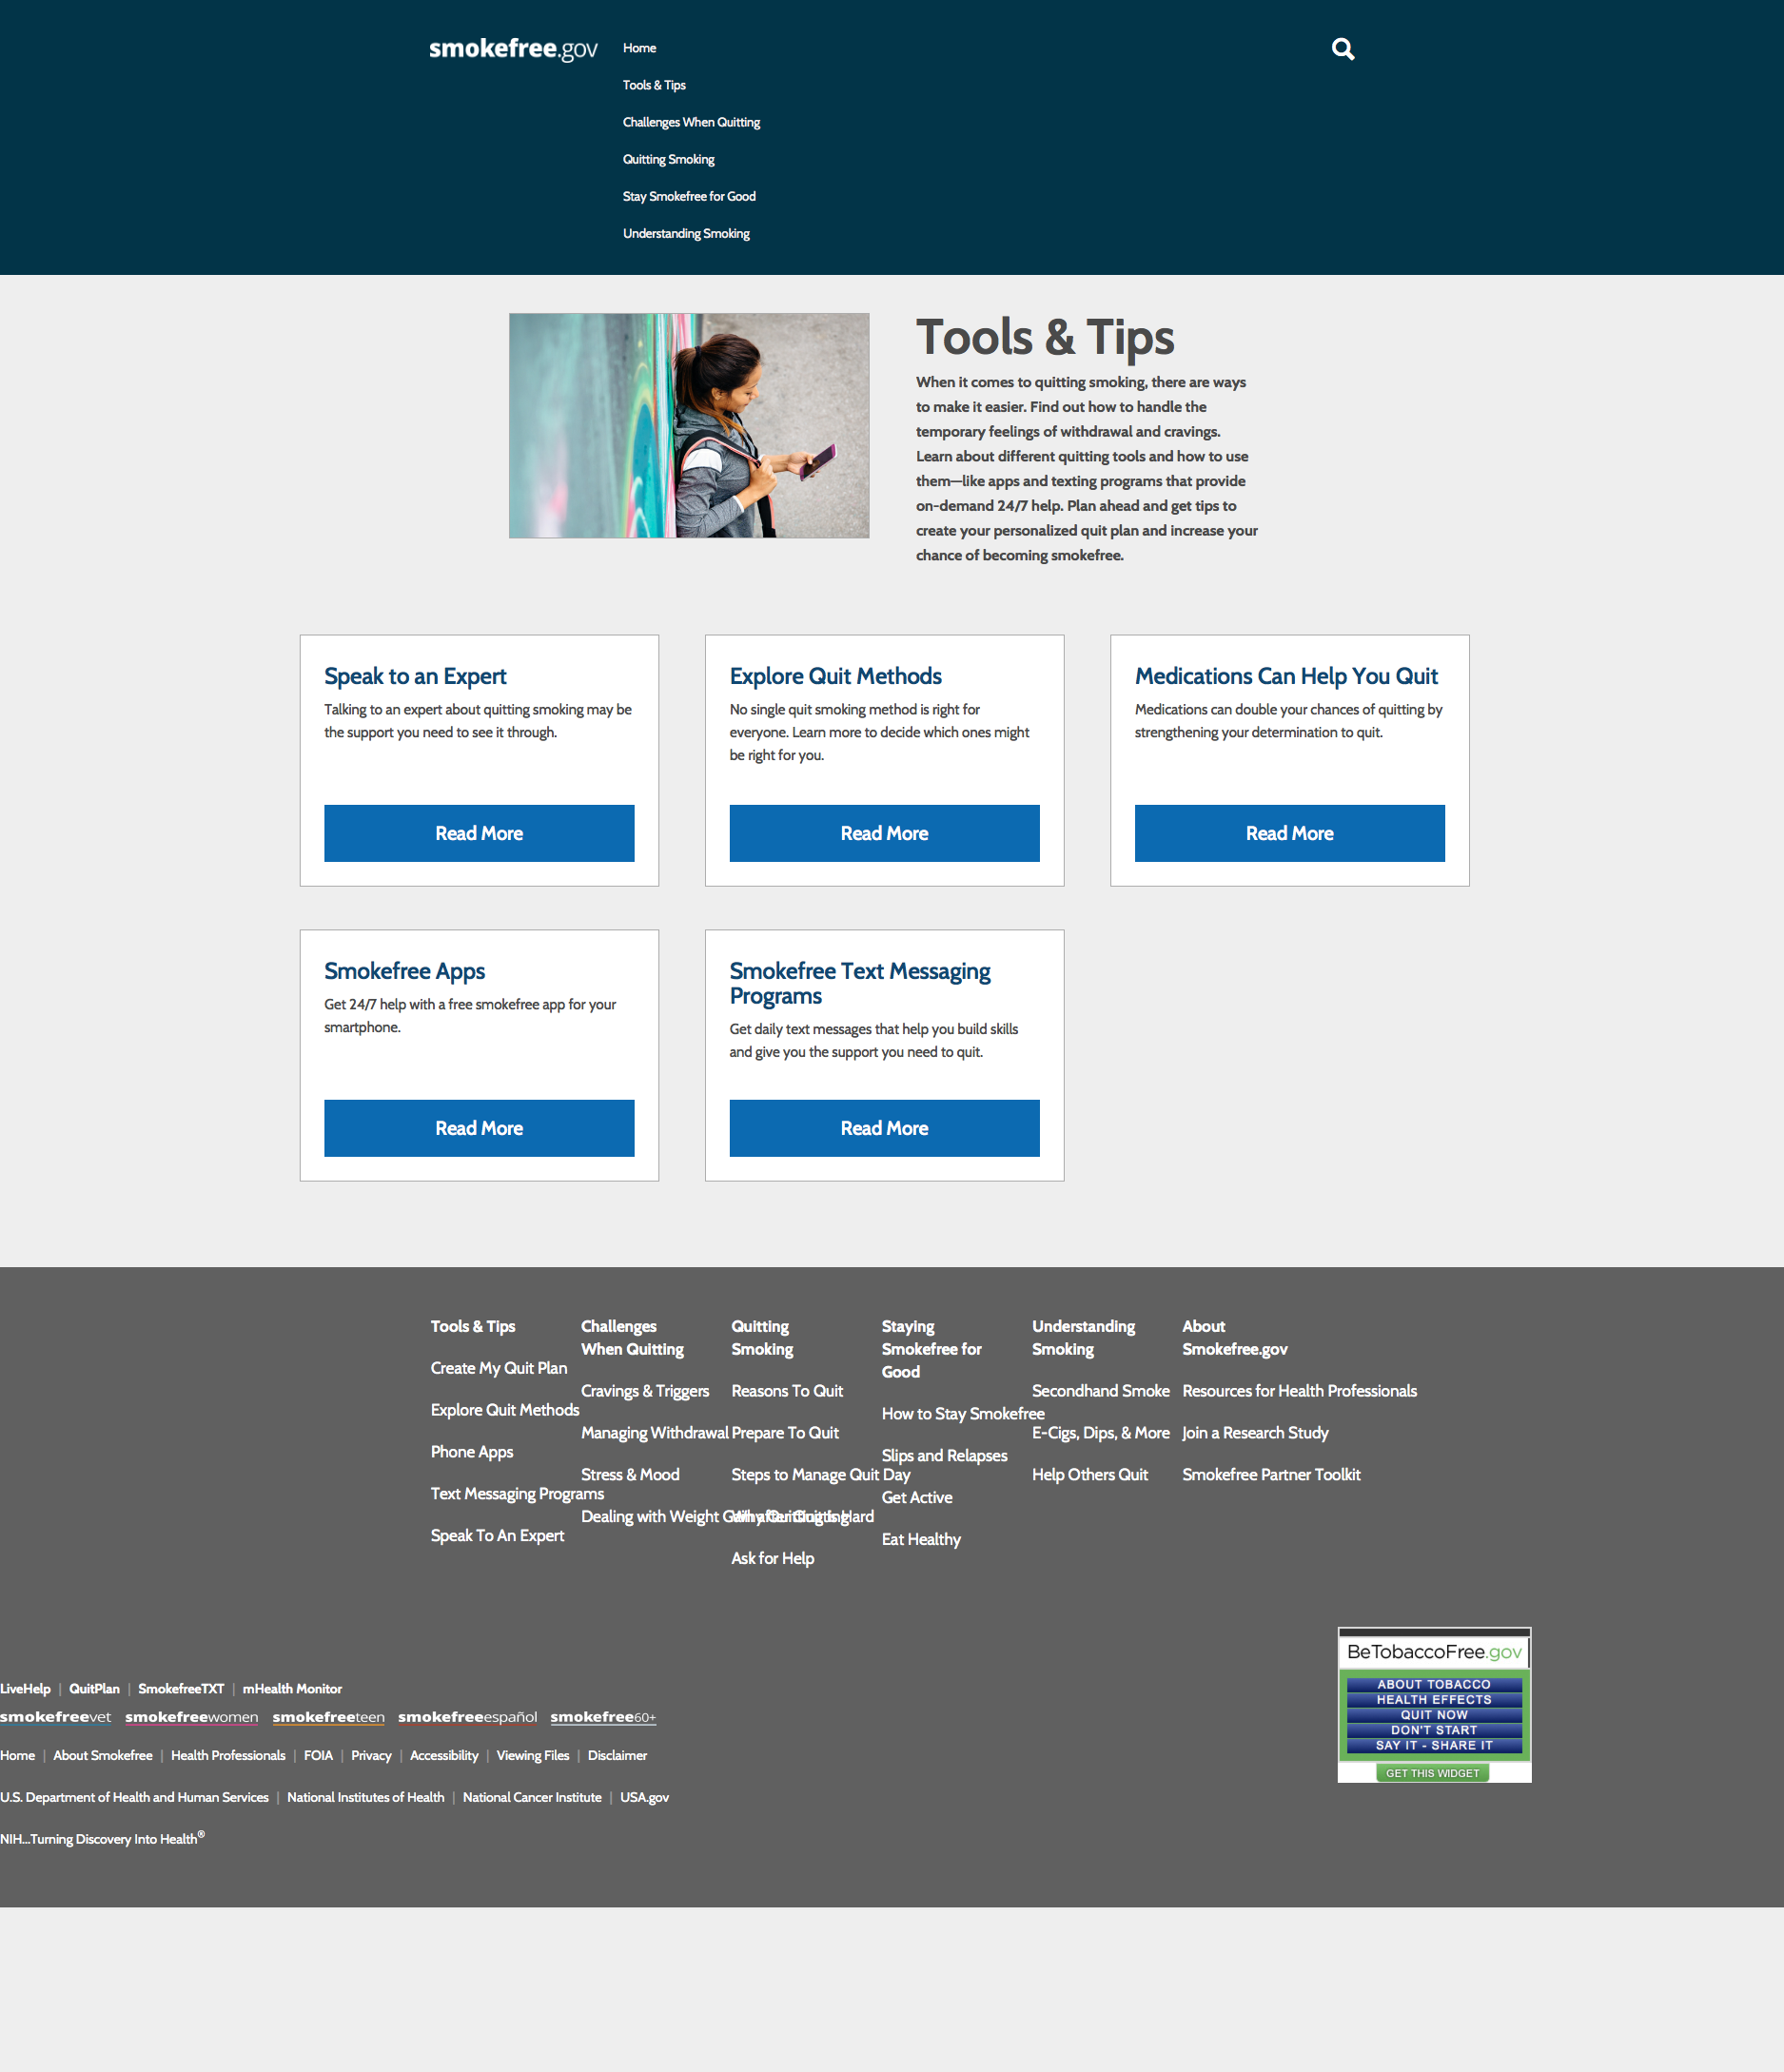 smokefree.gov
Home
Tools & Tips
Challenges When Quitting
Quitting Smoking
Stay Smokefree for Good
Understanding Smoking
Tools & Tips
When it comes to quitting smoking, there are ways
to make it easier. Find out how to handle the
temporary feelings of withdrawal and cravings.
Learn about different quitting tools and how to use
them—like apps and texting programs that provide
on-demand 24/7 help. Plan ahead and get tips to
create your personalized quit plan and increase your
chance of becoming smokefree.
Speak to an Expert
Talking to an expert about quitting smoking may be
the support you need to see it through.
Read More
Explore Quit Methods
No single quit smoking method is right for
everyone. Learn more to decide which ones might
be right for you.
Read More
Medications Can Help You Quit
Medications can double your chances of quitting by
strengthening your determination to quit.
Read More
Smokefree Apps
Get 24/7 help with a free smokefree app for your
smartphone.
Read More
Smokefree Text Messaging
Programs
Get daily text messages that help you build skills
and give you the support you need to quit.
Read More
Tools & Tips
Create My Quit Plan
Explore Quit Methods
Phone Apps
Text Messaging Programs
Speak To An Expert
Challenges
When Quitting
Cravings & Triggers
Managing Withdrawal
Stress & Mood
Dealing with Weight Gain after Quitting
Quitting
Smoking
Reasons To Quit
Prepare To Quit
Steps to Manage Quit Day
Why Quitting Is Hard
Ask for Help
Staying
Smokefree for
Good
How to Stay Smokefree
Slips and Relapses
Get Active
Eat Healthy
Understanding
Smoking
Secondhand Smoke
E-Cigs, Dips, & More
Help Others Quit
About
Smokefree.gov
Resources for Health Professionals
Join a Research Study
Smokefree Partner Toolkit
BeTobaccoFree.gov
ABOUT TOBACCO
HEALTH EFFECTS
QUIT NOW
DON'T START
SAY IT - SHARE IT
GET THIS WIDGET
LiveHelp | QuitPlan | SmokefreeTXT | mHealth Monitor
smokefreevet smokefreewomen smokefreeteen smokefreeespañol smokefree60+
Home | About Smokefree | Health Professionals | FOIA | Privacy | Accessibility | Viewing Files | Disclaimer
U.S. Department of Health and Human Services | National Institutes of Health | National Cancer Institute | USA.gov
NIH...Turning Discovery Into Health®